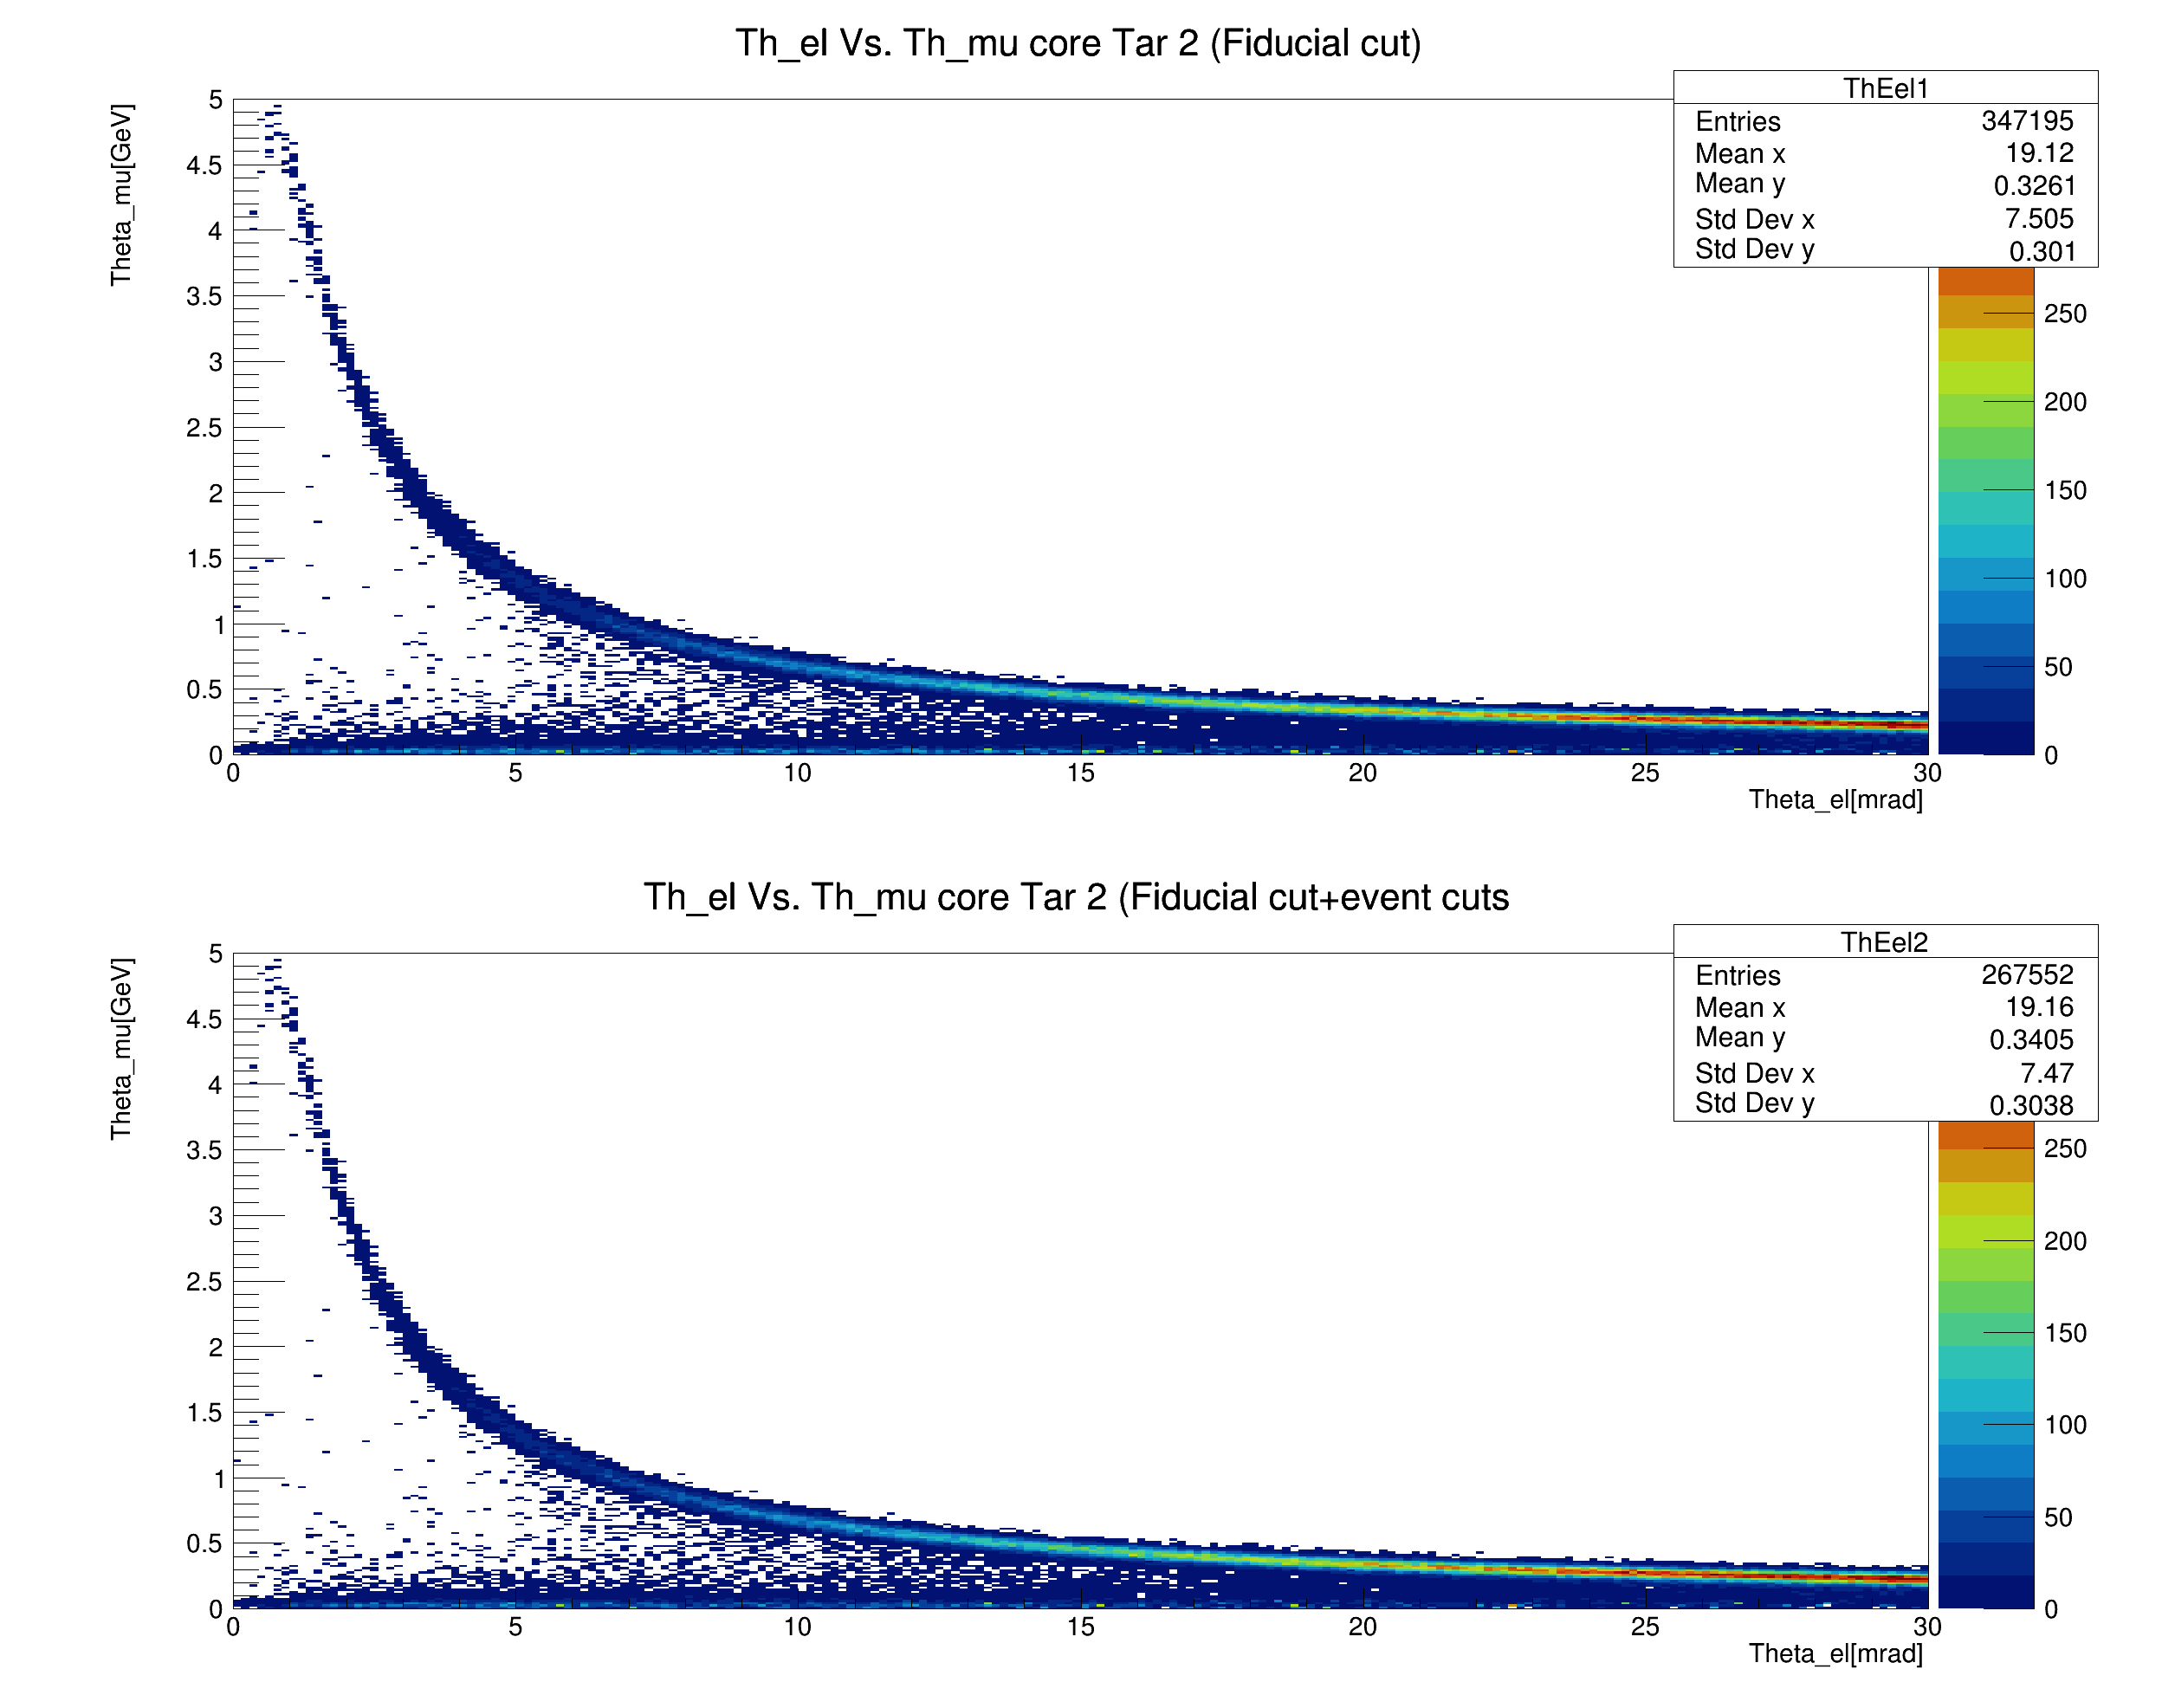 Th_el Vs. Th_mu core Tar 2 (Fiducial cut)
ThEel1
Entries 347195
Mean x 19.12
Mean y 0.3261
Std Dev x 7.505
Std Dev y 0.301
Theta_mu[GeV]
5
4.5
4
3.5
3
2.5
2
1.5
1
0.5
0
0 5 10 15 20 25 30
Theta_el[mrad]
250
200
150
100
50
0
Th_el Vs. Th_mu core Tar 2 (Fiducial cut+event cuts
ThEel2
Entries 267552
Mean x 19.16
Mean y 0.3405
Std Dev x 7.47
Std Dev y 0.3038
Theta_mu[GeV]
5
4.5
4
3.5
3
2.5
2
1.5
1
0.5
0
0 5 10 15 20 25 30
Theta_el[mrad]
250
200
150
100
50
0